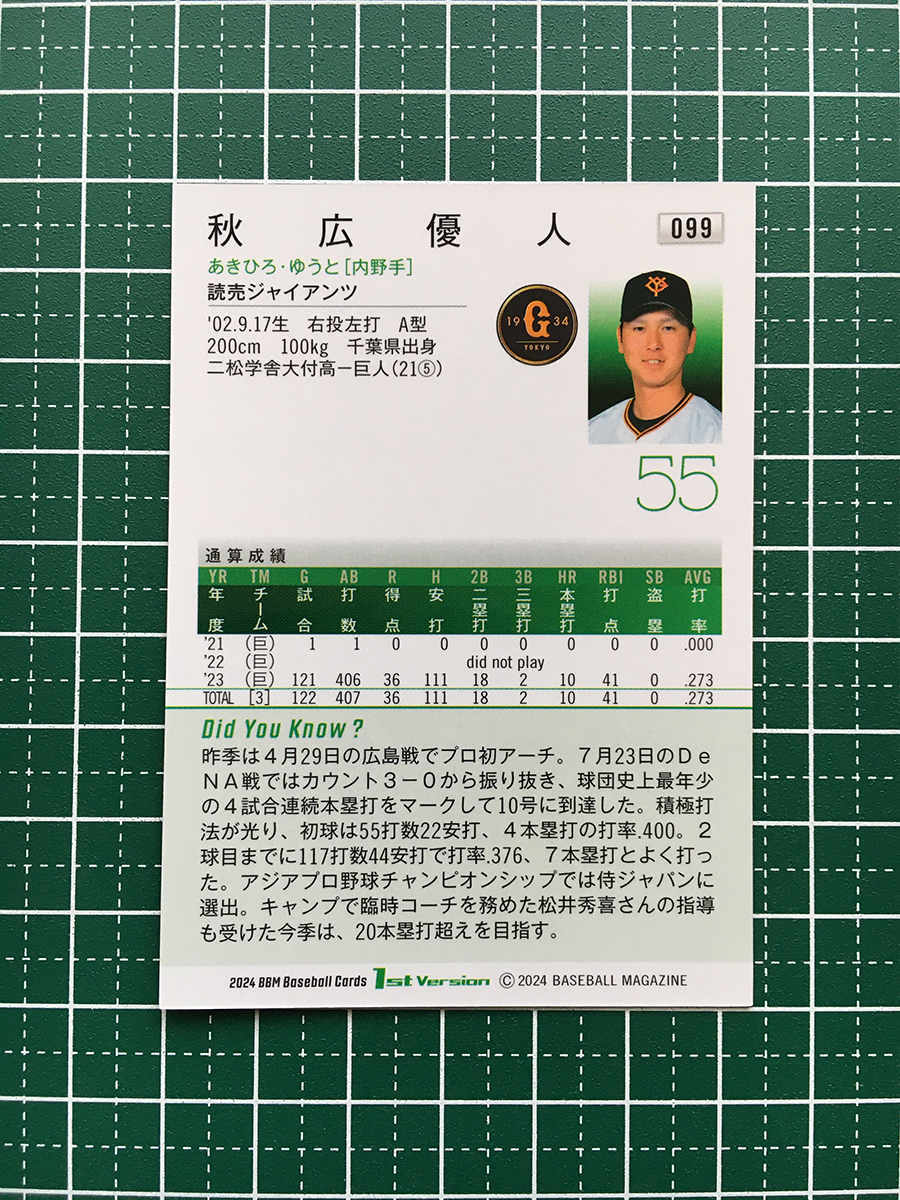 秋広優人
099
あきひろ・ゆうと[内野手]
読売ジャイアンツ
'02.9.17生 右投左打 A型
200cm 100kg 千葉県出身
二松学舎大付高－巨人(21⑤)
19 G 34
TOKYO
55
通算成績
YR TM G AB R H 2B 3B HR RBI SB AVG
年度 チーム 試合 打数 得点 安打 二塁打 三塁打 本塁打 打点 盗塁 打率
'21 (巨) 1 1 0 0 0 0 0 0 0 .000
'22 (巨) did not play
'23 (巨) 121 406 36 111 18 2 10 41 0 .273
TOTAL [3] 122 407 36 111 18 2 10 41 0 .273
Did You Know?
昨季は４月29日の広島戦でプロ初アーチ。７月23日のＤｅ
ＮＡ戦ではカウント３－０から振り抜き、球団史上最年少
の４試合連続本塁打をマークして10号に到達した。積極打
法が光り、初球は55打数22安打、４本塁打の打率.400。２
球目までに117打数44安打で打率.376、７本塁打とよく打っ
た。アジアプロ野球チャンピオンシップでは侍ジャパンに
選出。キャンプで臨時コーチを務めた松井秀喜さんの指導
も受けた今季は、20本塁打超えを目指す。
2024 BBM Baseball Cards 1st Version © 2024 BASEBALL MAGAZINE